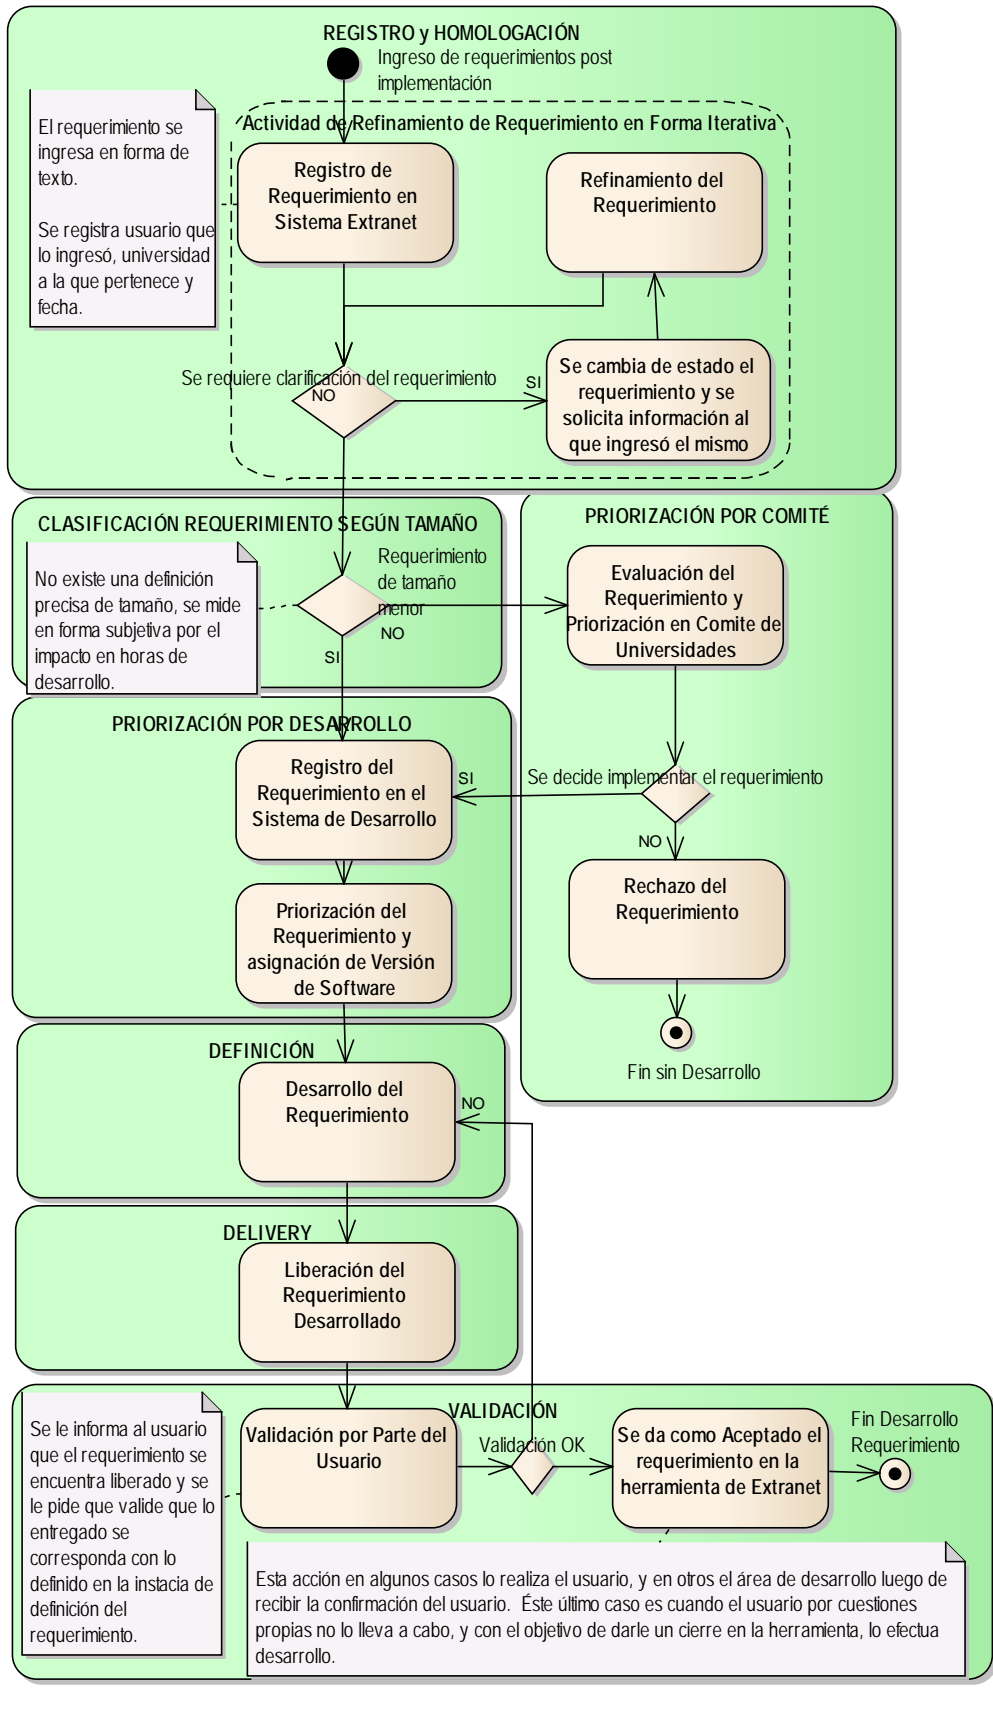 REGISTRO y HOMOLOGACIÓN
Ingreso de requerimientos post
implementación
El requerimiento se
ingresa en forma de
texto.
Se registra usuario que
lo ingresó, universidad
a la que pertenece y
fecha.
Actividad de Refinamiento de Requerimiento en Forma Iterativa
Registro de
Requerimiento en
Sistema Extranet
Refinamiento del
Requerimiento
Se requiere clarificación del requerimiento
NO
SI
Se cambia de estado el
requerimiento y se
solicita información al
que ingresó el mismo
CLASIFICACIÓN REQUERIMIENTO SEGÚN TAMAÑO
No existe una definición
precisa de tamaño, se mide
en forma subjetiva por el
impacto en horas de
desarrollo.
Requerimiento
de tamaño
menor
NO
SI
PRIORIZACIÓN POR COMITÉ
Evaluación del
Requerimiento y
Priorización en Comite de
Universidades
Se decide implementar el requerimiento
SI
NO
Rechazo del
Requerimiento
Fin sin Desarrollo
PRIORIZACIÓN POR DESARROLLO
Registro del
Requerimiento en el
Sistema de Desarrollo
Priorización del
Requerimiento y
asignación de Versión
de Software
DEFINICIÓN
Desarrollo del
Requerimiento
NO
DELIVERY
Liberación del
Requerimiento
Desarrollado
VALIDACIÓN
Se le informa al usuario
que el requerimiento se
encuentra liberado y se
le pide que valide que lo
entregado se
corresponda con lo
definido en la instacia de
definición del
requerimiento.
Validación por Parte del
Usuario
Validación OK
Se da como Aceptado el
requerimiento en la
herramienta de Extranet
Fin Desarrollo
Requerimiento
Esta acción en algunos casos lo realiza el usuario, y en otros el área de desarrollo luego de
recibir la confirmación del usuario.  Éste último caso es cuando el usuario por cuestiones
propias no lo lleva a cabo, y con el objetivo de darle un cierre en la herramienta, lo efectua
desarrollo.